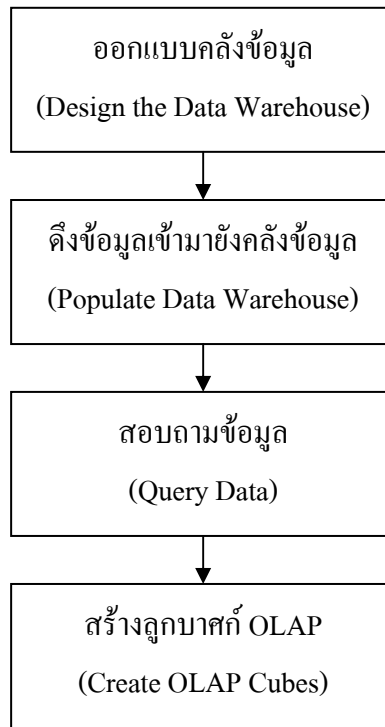 ออกแบบคลังข้อมูล
(Design the Data Warehouse)
ดึงข้อมูลเข้ามายังคลังข้อมูล
(Populate Data Warehouse)
สอบถามข้อมูล
(Query Data)
สร้างลูกบาศก์ OLAP
(Create OLAP Cubes)